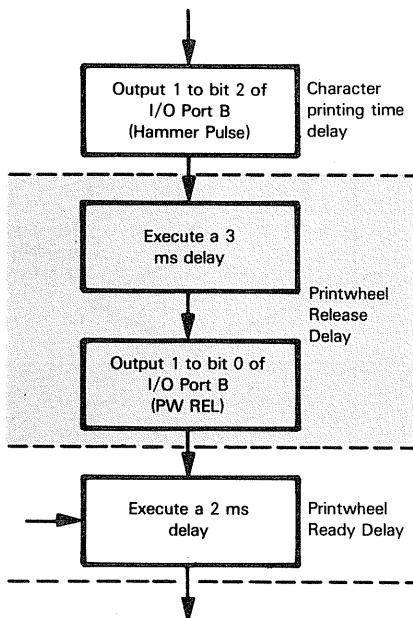 Output 1 to bit 2 of
I/O Port B
(Hammer Pulse)
Character
printing time
delay
Execute a 3
ms delay
Printwheel
Release
Delay
Output 1 to bit 0 of
I/O Port B
(PW REL)
Execute a 2 ms
delay
Printwheel
Ready Delay